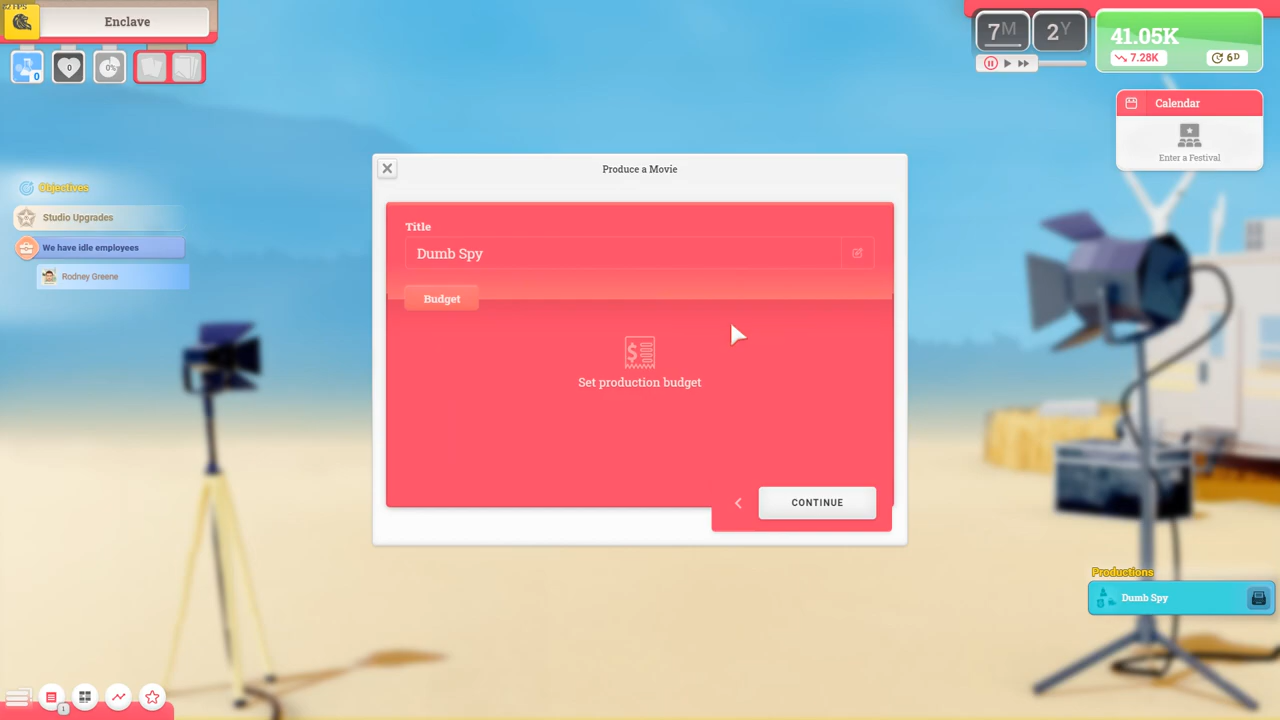 Enclave
0
0
0%
7M
2Y
41.05K
7.28K
6D
Calendar
Enter a Festival
Objectives
Studio Upgrades
We have idle employees
Rodney Greene
Produce a Movie
Title
Dumb Spy
Budget
Set production budget
CONTINUE
Productions
Dumb Spy
1